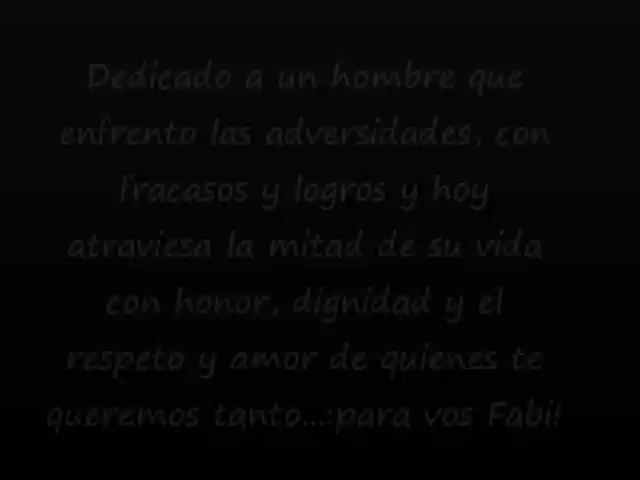 Dedicado a un hombre que
enfrento las adversidades, con
fracasos y logros y hoy
atraviesa la mitad de su vida
con honor, dignidad y el
respeto y amor de quienes te
queremos tanto...:para vos Fabi!